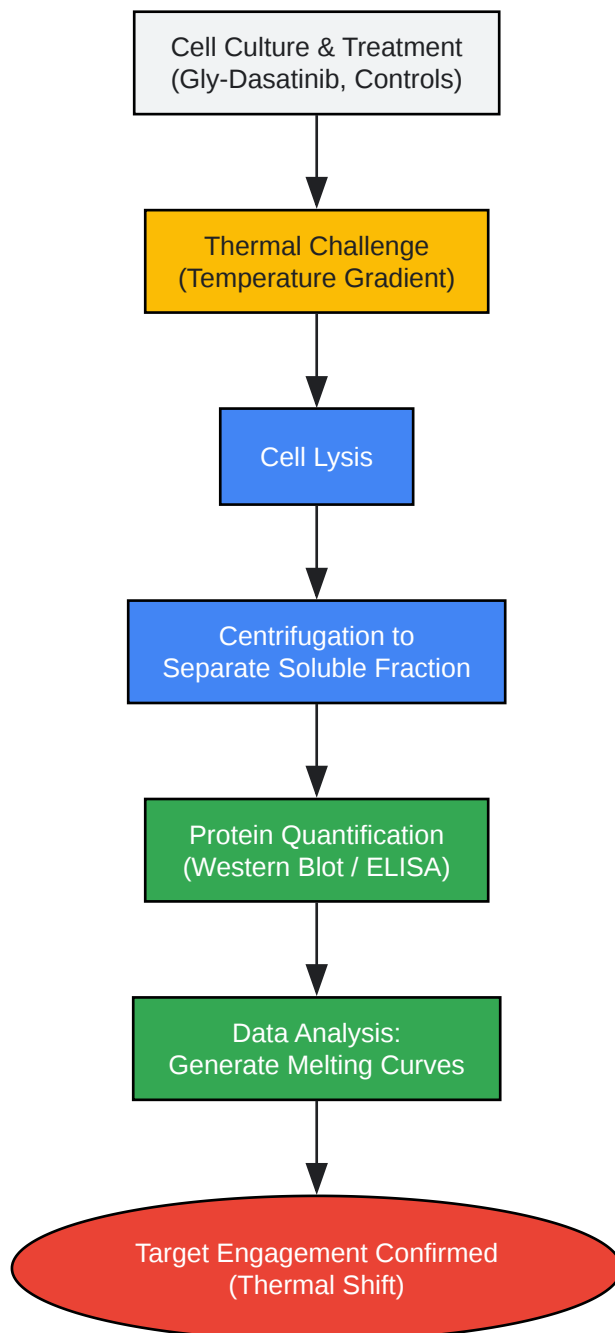 Cell Culture & Treatment
(Gly-Dasatinib, Controls)
Thermal Challenge
(Temperature Gradient)
Cell Lysis
Centrifugation to
Separate Soluble Fraction
Protein Quantification
(Western Blot / ELISA)
Data Analysis:
Generate Melting Curves
Target Engagement Confirmed
(Thermal Shift)